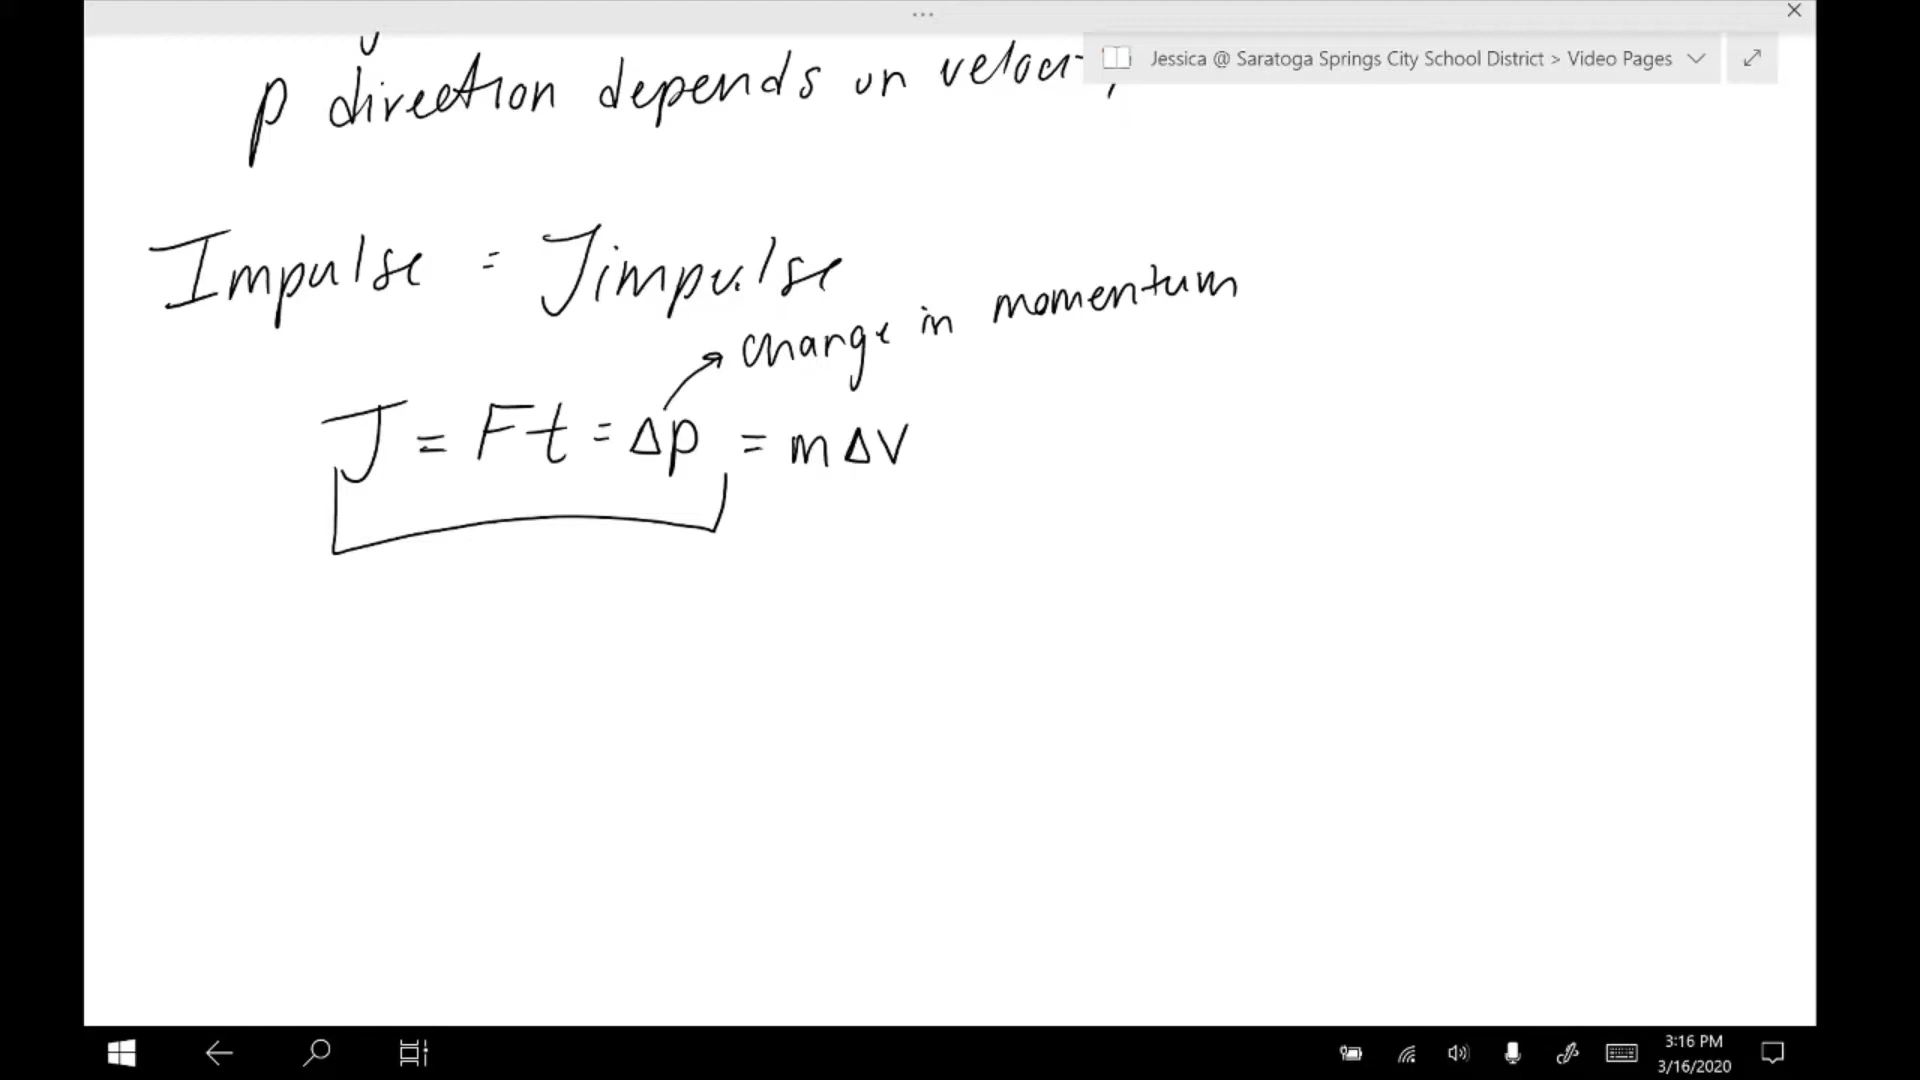 ...
Jessica @ Saratoga Springs City School District > Video Pages
p direction depends on
Impulse = Jimpulse
change in momentum
J = Ft = Δp = mΔv
3:16 PM
3/16/2020